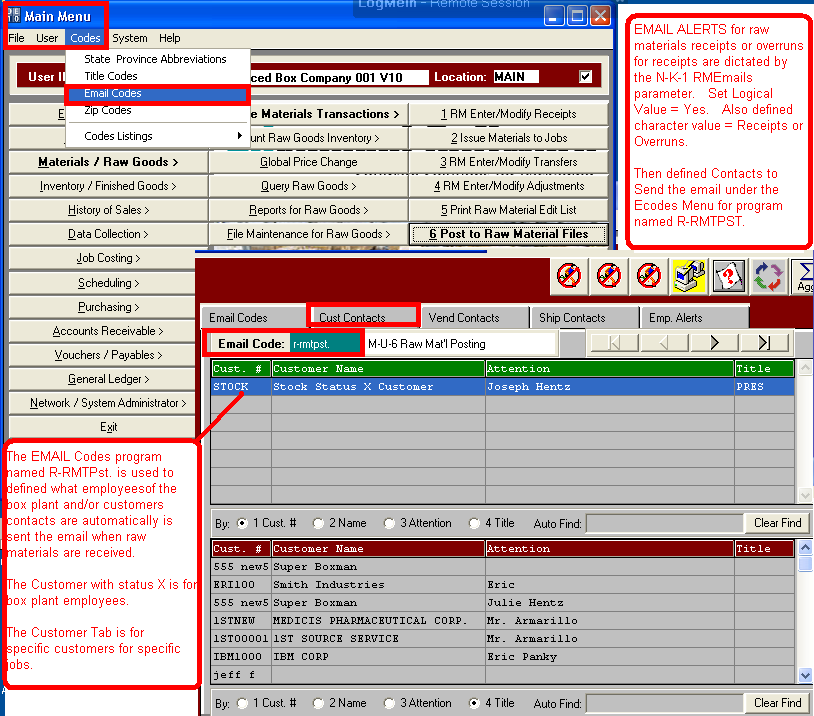 LogMeIn - Remote Session
Main Menu
File User Codes System Help
State Province Abbreviations
Title Codes
Email Codes
Zip Codes
Codes Listings
User I
ced Box Company 001 V10
Location: MAIN
e Materials Transactions >
1 RM Enter/Modify Receipts
unt Raw Goods Inventory >
2 Issue Materials to Jobs
Materials / Raw Goods >
Global Price Change
3 RM Enter/Modify Transfers
Inventory / Finished Goods >
Query Raw Goods >
4 RM Enter/Modify Adjustments
History of Sales >
Reports for Raw Goods >
5 Print Raw Material Edit List
Data Collection >
File Maintenance for Raw Goods >
6 Post to Raw Material Files
Job Costing >
Scheduling >
Purchasing >
Accounts Receivable >
Vouchers / Payables >
General Ledger >
Network / System Administrator >
Exit
EMAIL ALERTS for raw
materials receipts or overruns
for receipts are dictated by
the N-K-1 RMEmails
parameter. Set Logical
Value = Yes. Also defined
character value = Receipts or
Overruns.
Then defined Contacts to
Send the email under the
Ecodes Menu for program
named R-RMTPST.
Agg
Email Codes
Cust Contacts
Vend Contacts
Ship Contacts
Emp. Alerts
Email Code: r-rmtpst. M-U-6 Raw Mat'l Posting
Cust. # Customer Name Attention Title
STOCK Stock Status X Customer Joseph Hentz PRES
By: 1 Cust. # 2 Name 3 Attention 4 Title Auto Find: Clear Find
Cust. # Customer Name Attention Title
555 new5 Super Boxman
ERI100 Smith Industries Eric
555 new5 Super Boxman Julie Hentz
1STNEW MEDICIS PHARMACEUTICAL CORP. Mr. Armarillo
1ST00001 1ST SOURCE SERVICE Mr. Armarillo
IBM1000 IBM CORP Eric Panky
jeff f
By: 1 Cust. # 2 Name 3 Attention 4 Title Auto Find: Clear Find
The EMAIL Codes program
named R-RMTPst. is used to
defined what employeesof the
box plant and/or customers
contacts are automatically is
sent the email when raw
materials are received.
The Customer with status X is for
box plant employees.
The Customer Tab is for
specific customers for specific
jobs.